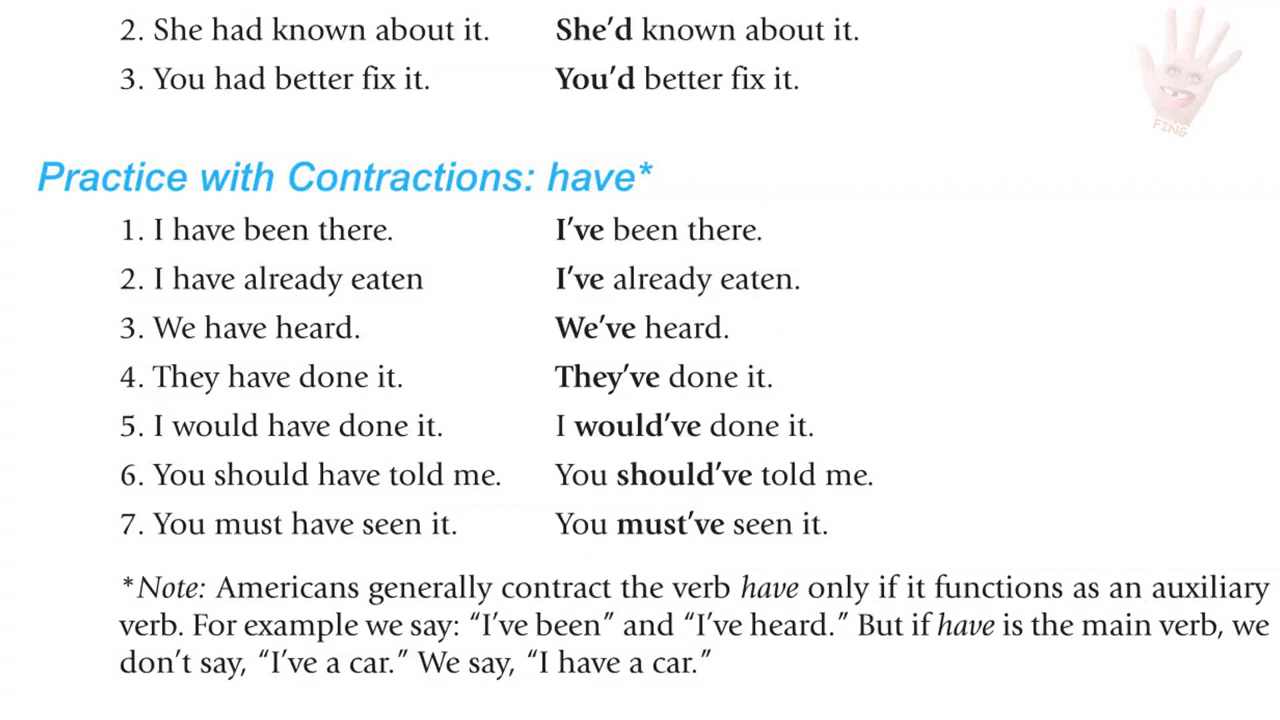 2. She had known about it. She’d known about it.
3. You had better fix it. You’d better fix it.
FING
Practice with Contractions: have*
1. I have been there. I’ve been there.
2. I have already eaten I’ve already eaten.
3. We have heard. We’ve heard.
4. They have done it. They’ve done it.
5. I would have done it. I would’ve done it.
6. You should have told me. You should’ve told me.
7. You must have seen it. You must’ve seen it.
*Note: Americans generally contract the verb have only if it functions as an auxiliary
verb. For example we say: “I’ve been” and “I’ve heard.” But if have is the main verb, we
don’t say, “I’ve a car.” We say, “I have a car.”